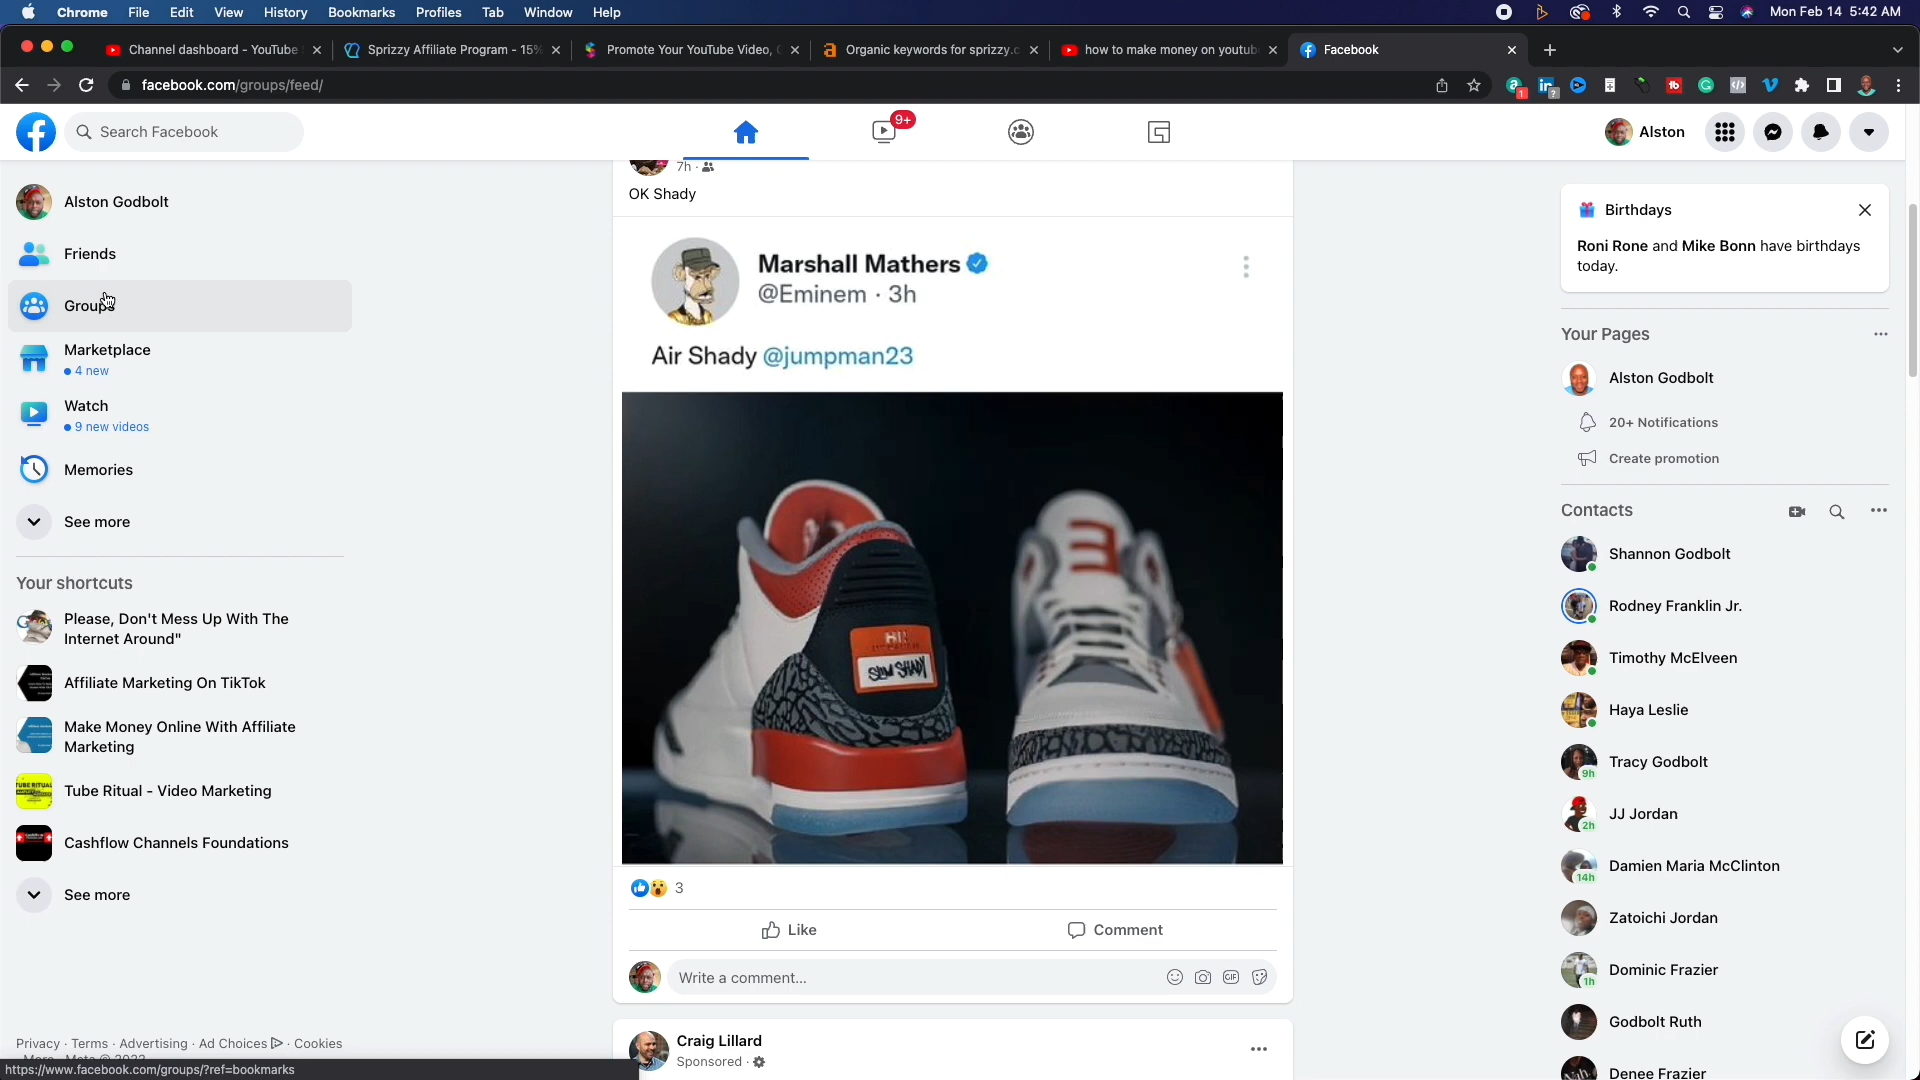 Chrome File Edit View History Bookmarks Profiles Tab Window Help
Mon Feb 14 5:42 AM
Channel dashboard - YouTube
Sprizzy Affiliate Program - 15%
Promote Your YouTube Video,
Organic keywords for sprizzy.c
how to make money on youtub
Facebook
facebook.com/groups/feed/
Search Facebook
9+
Alston
Alston Godbolt
Friends
Groups
Marketplace
4 new
Watch
9 new videos
Memories
See more
Your shortcuts
Please, Don't Mess Up With The
Internet Around"
Affiliate Marketing On TikTok
Make Money Online With Affiliate
Marketing
TUBE RITUAL
Tube Ritual - Video Marketing
Cashflow Channels Foundations
See more
Privacy · Terms · Advertising · Ad Choices · Cookies
https://www.facebook.com/groups/?ref=bookmarks
7h ·
OK Shady
Marshall Mathers
@Eminem · 3h
Air Shady @jumpman23
SLIM SHADY
3
Like
Comment
Write a comment...
GIF
Craig Lillard
Sponsored ·
Birthdays
Roni Rone and Mike Bonn have birthdays
today.
Your Pages
Alston Godbolt
20+ Notifications
Create promotion
Contacts
Shannon Godbolt
Rodney Franklin Jr.
Timothy McElveen
Haya Leslie
Tracy Godbolt
9h
JJ Jordan
2h
Damien Maria McClinton
14h
Zatoichi Jordan
Dominic Frazier
1h
Godbolt Ruth
Denee Frazier